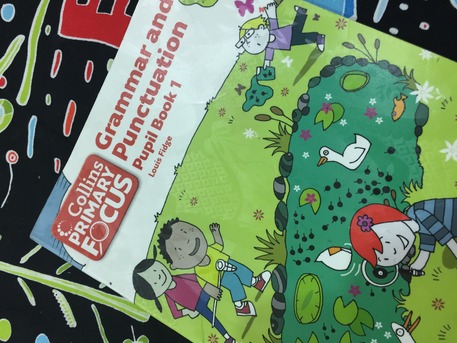 Collins
PRIMARY
FOCUS
Grammar and
Punctuation
Pupil Book 1
Louis Fidge